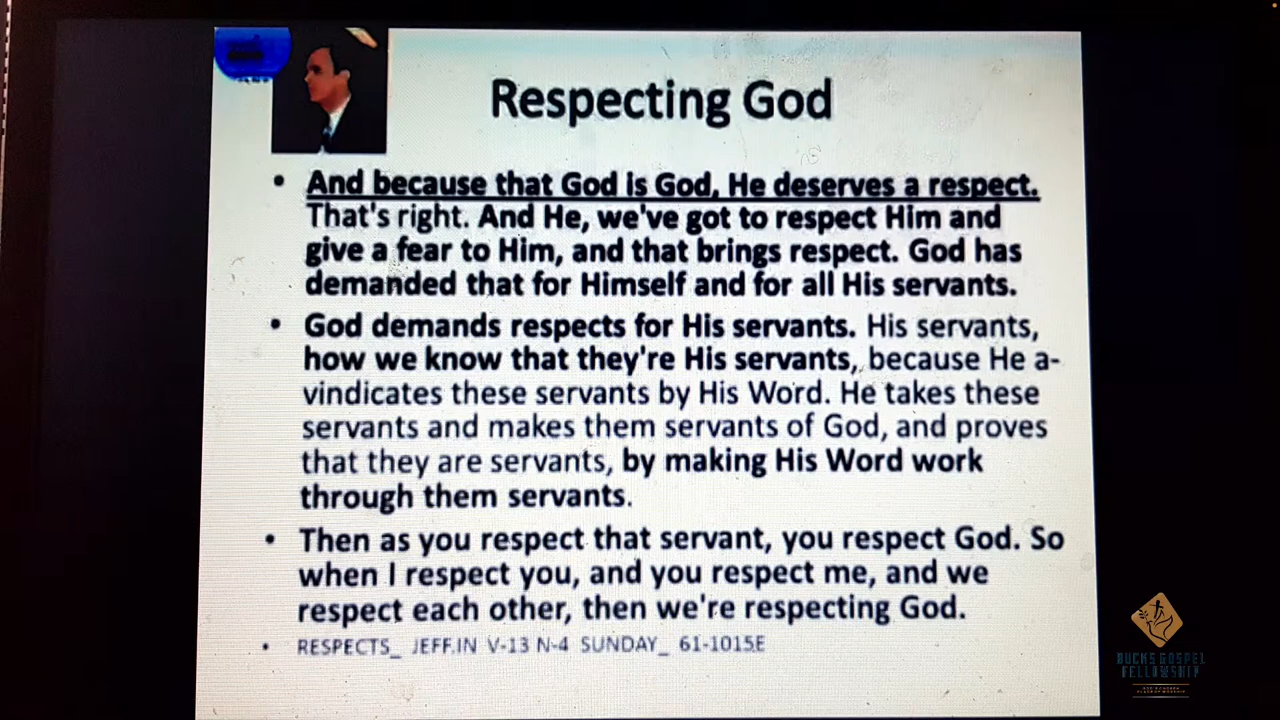 Respecting God
• And because that God is God, He deserves a respect.
That's right. And He, we've got to respect Him and
give a fear to Him, and that brings respect. God has
demanded that for Himself and for all His servants.
• God demands respects for His servants. His servants,
how we know that they're His servants, because He a-
vindicates these servants by His Word. He takes these
servants and makes them servants of God, and proves
that they are servants, by making His Word work
through them servants.
• Then as you respect that servant, you respect God. So
when I respect you, and you respect me, and we
respect each other, then we're respecting God.
• RESPECTS_ JEFF.IN V-13 N-4 SUNDAY_ 61-1015E
BUCKS GOSPEL
FELLOWSHIP